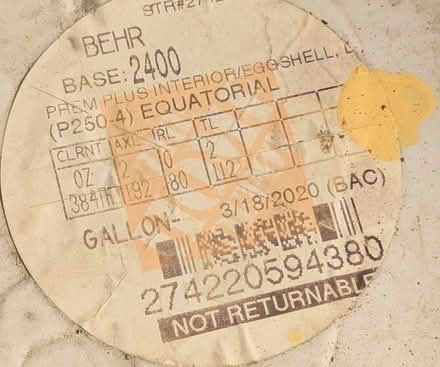 BEHR
BASE: 2400
PREM PLUS INTERIOR/EGGSHELL,
(P250-4) EQUATORIAL
CLRNT AXL RL TL
OZ 2 0 2
384TH 192 80 112
GALLON- 3/18/2020 (BAC)
274220594380
NOT RETURNABLE